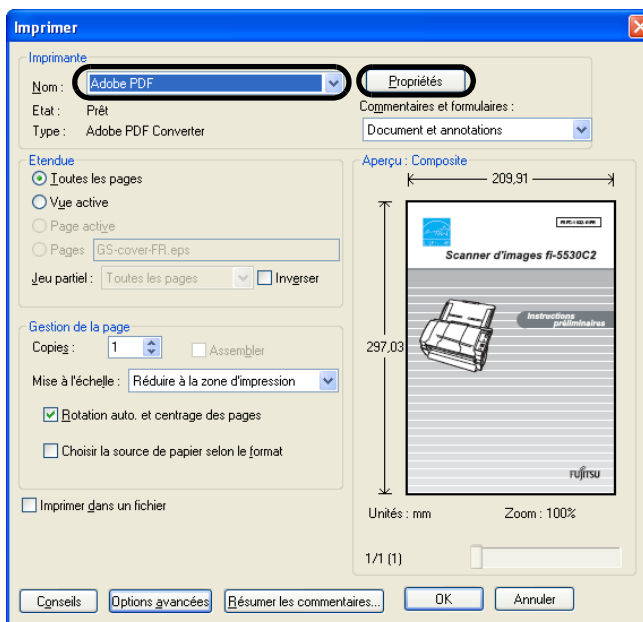 Imprimer
Imprimante
Nom : Adobe PDF
Propriétés
Etat : Prêt
Commentaires et formulaires :
Type : Adobe PDF Converter
Document et annotations
Etendue
Toutes les pages
Vue active
Page active
Pages GS-cover-FR.eps
Jeu partiel : Toutes les pages
Inverser
Gestion de la page
Copies : 1
Assembler
Mise à l'échelle : Réduire à la zone d'impression
Rotation auto. et centrage des pages
Choisir la source de papier selon le format
Imprimer dans un fichier
Aperçu : Composite
209,91
Scanner d'images fi-5530C2
Instructions
préliminaires
297,03
FUJITSU
Unités : mm
Zoom : 100%
1/1 (1)
Conseils
Options avancées
Résumer les commentaires...
OK
Annuler